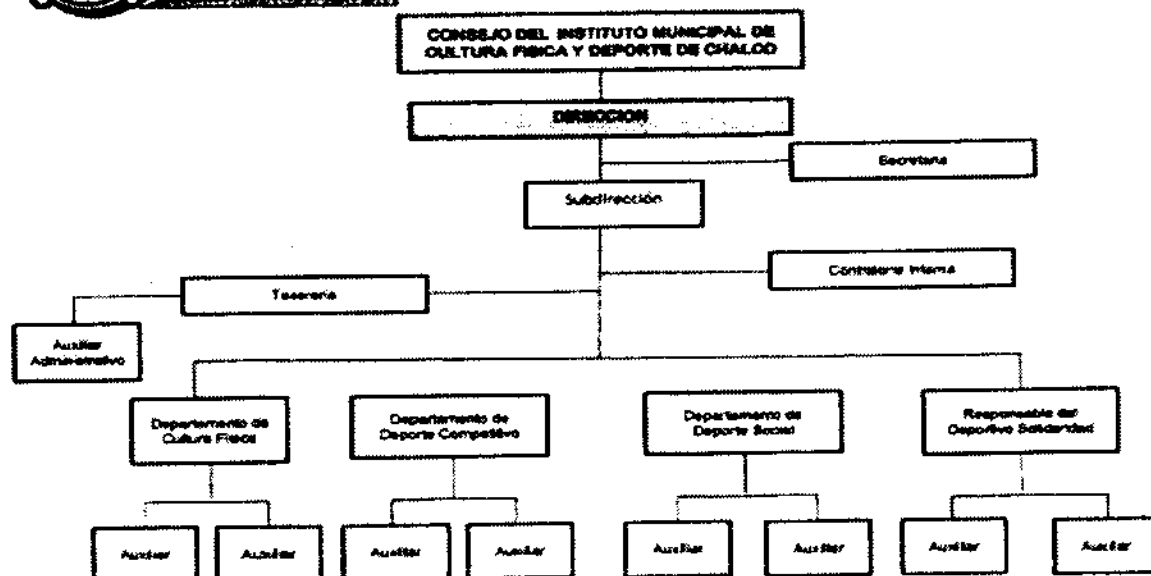 CONSEJO DEL INSTITUTO MUNICIPAL DE
CULTURA FISICA Y DEPORTE DE CHALCO
DIRECCION
Secretaria
Subdirección
Contraloria Interna
Tesoreria
Auxiliar
Administrativo
Departamento de
Cultura Fisica
Departamento de
Deporte Competitivo
Departamento de
Deporte Social
Responsable del
Deportivo Solidaridad
Auxiliar
Auxiliar
Auxiliar
Auxiliar
Auxiliar
Auxiliar
Auxiliar
Auxiliar